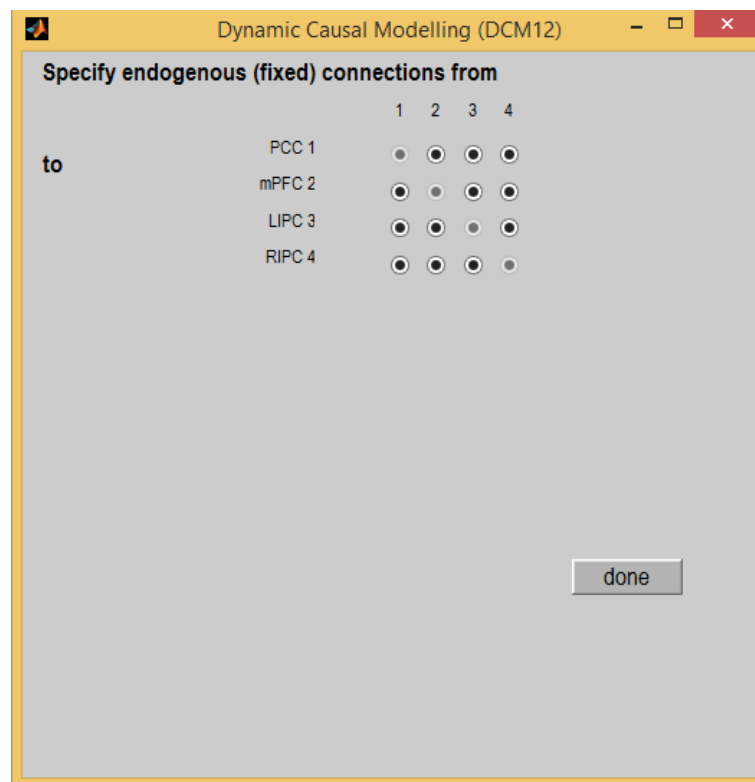 Dynamic Causal Modelling (DCM12)
Specify endogenous (fixed) connections from
1 2 3 4
to
PCC 1
mPFC 2
LIPC 3
RIPC 4
done